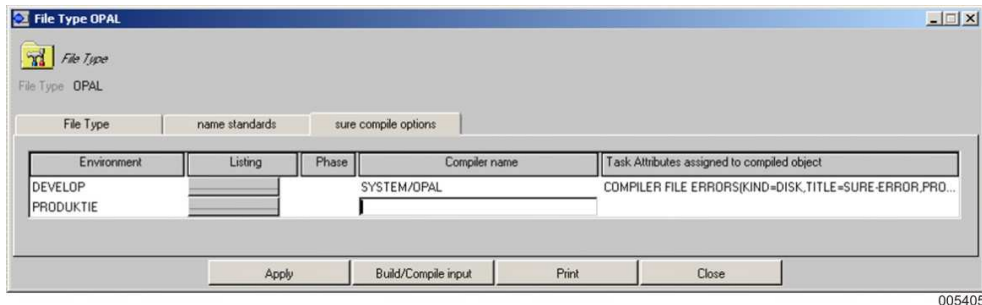 File Type OPAL
File Type
File Type OPAL
File Type name standards sure compile options
Environment Listing Phase Compiler name Task Attributes assigned to compiled object
DEVELOP SYSTEM/OPAL COMPILER FILE ERRORS(KIND=DISK,TITLE=SURE-ERROR,PRO...
PRODUKTIE
Apply Build/Compile input Print Close
005405